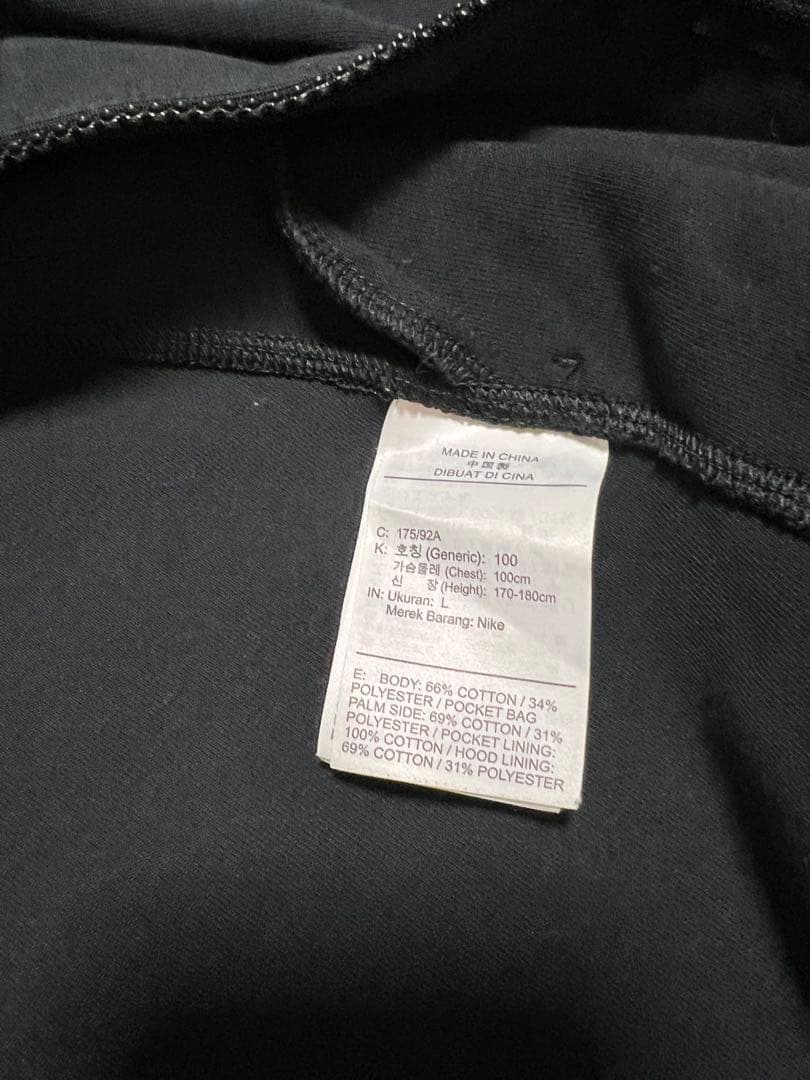 MADE IN CHINA
中国製
DIBUAT DI CINA
C: 175/92A
K: 호칭 (Generic): 100
가슴둘레 (Chest): 100cm
신 장 (Height): 170-180cm
IN: Ukuran: L
Merek Barang: Nike
E: BODY: 66% COTTON / 34%
POLYESTER / POCKET BAG
PALM SIDE: 69% COTTON / 31%
POLYESTER / POCKET LINING:
100% COTTON / HOOD LINING:
69% COTTON / 31% POLYESTER